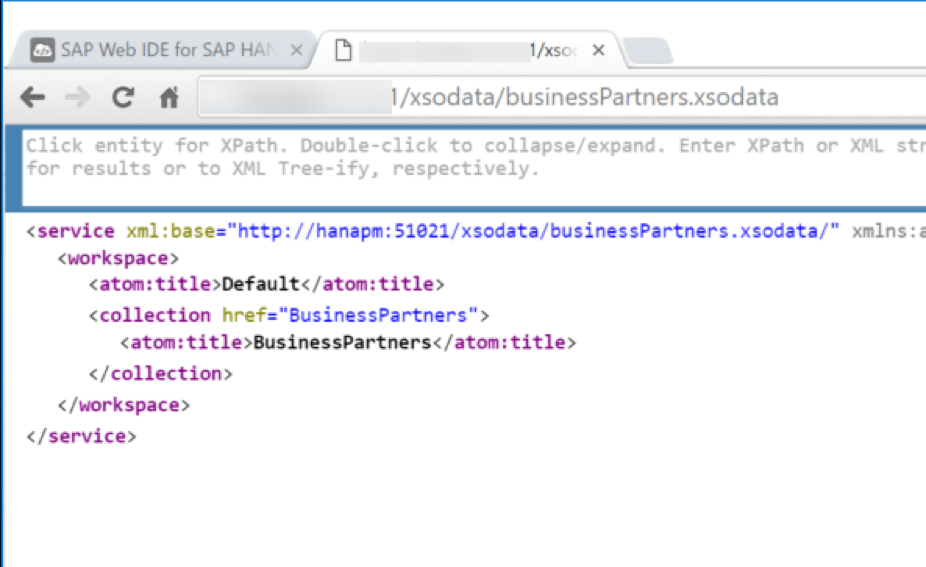 SAP Web IDE for SAP HAN
1/xso
1/xsodata/businessPartners.xsodata
Click entity for XPath. Double-click to collapse/expand. Enter XPath or XML str
for results or to XML Tree-ify, respectively.
<service xml:base="http://hanapm:51021/xsodata/businessPartners.xsodata/" xmlns:a
<workspace>
<atom:title>Default</atom:title>
<collection href="BusinessPartners">
<atom:title>BusinessPartners</atom:title>
</collection>
</workspace>
</service>